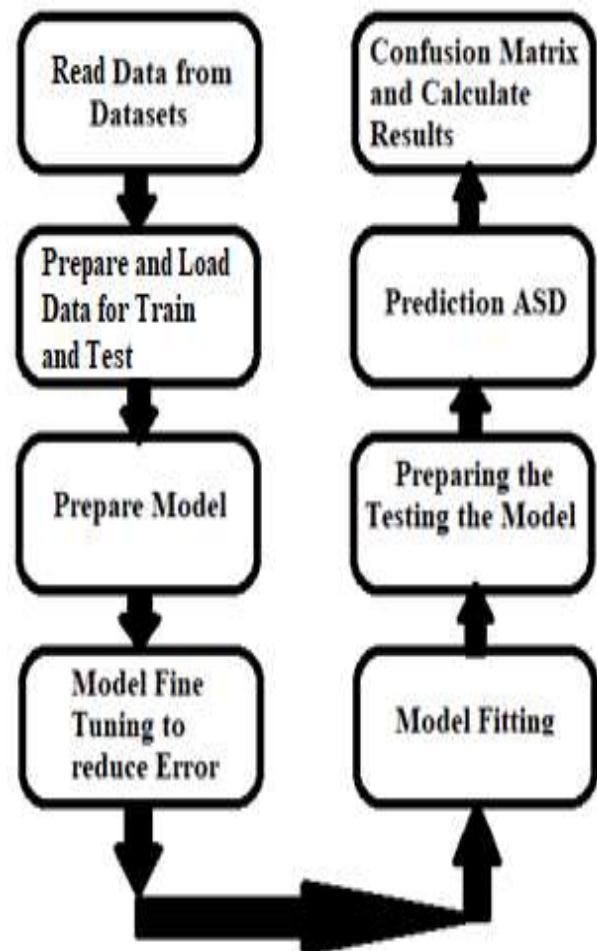 Read Data from
Datasets
Prepare and Load
Data for Train
and Test
Prepare Model
Model Fine
Tuning to
reduce Error
Model Fitting
Preparing the
Testing the Model
Prediction ASD
Confusion Matrix
and Calculate
Results